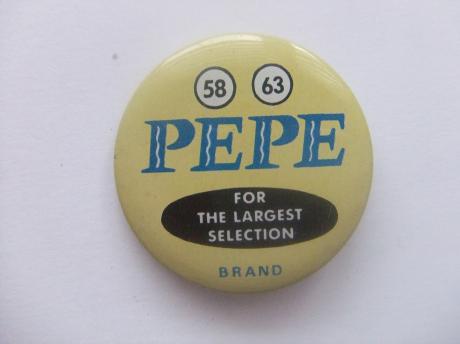 58 63
PEPE
FOR
THE LARGEST
SELECTION
BRAND